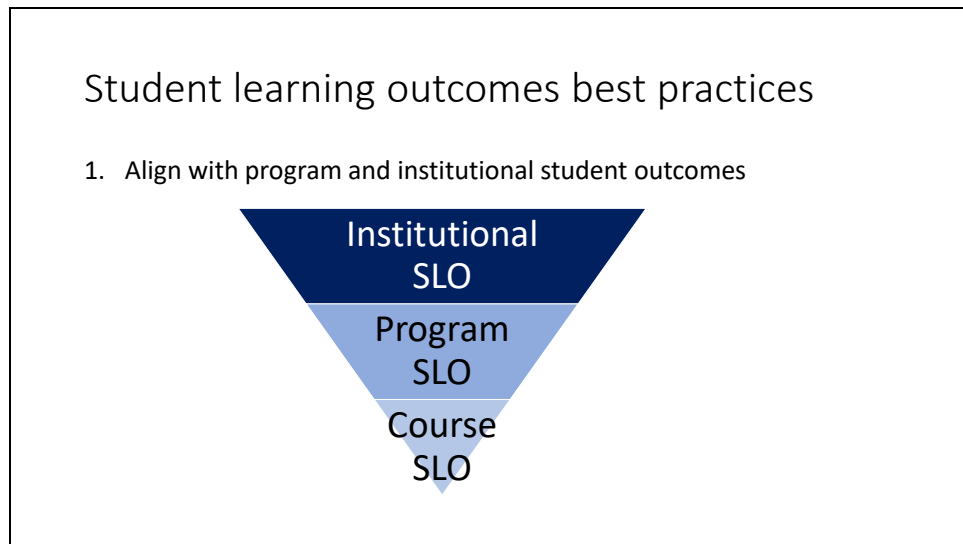 Student learning outcomes best practices
1. Align with program and institutional student outcomes
Institutional
SLO
Program
SLO
Course
SLO